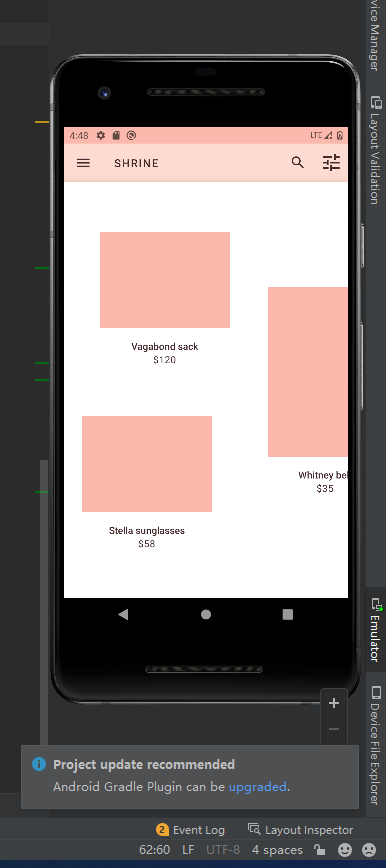 vice Manager
Layout Validation
4:48
LTE
SHRINE
Vagabond sack
$120
Whitney bel
$35
Stella sunglasses
$58
Emulator
Device File Explorer
Project update recommended
Android Gradle Plugin can be upgraded.
2 Event Log
Layout Inspector
62:60 LF UTF-8 4 spaces